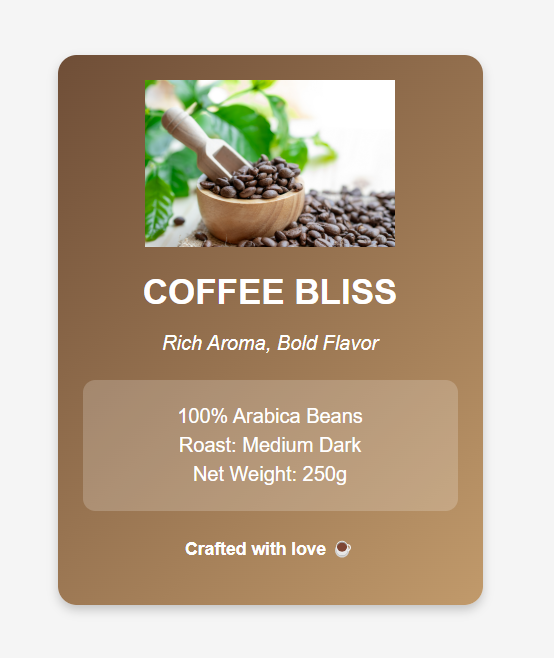 COFFEE BLISS
Rich Aroma, Bold Flavor
100% Arabica Beans
Roast: Medium Dark
Net Weight: 250g
Crafted with love ☕